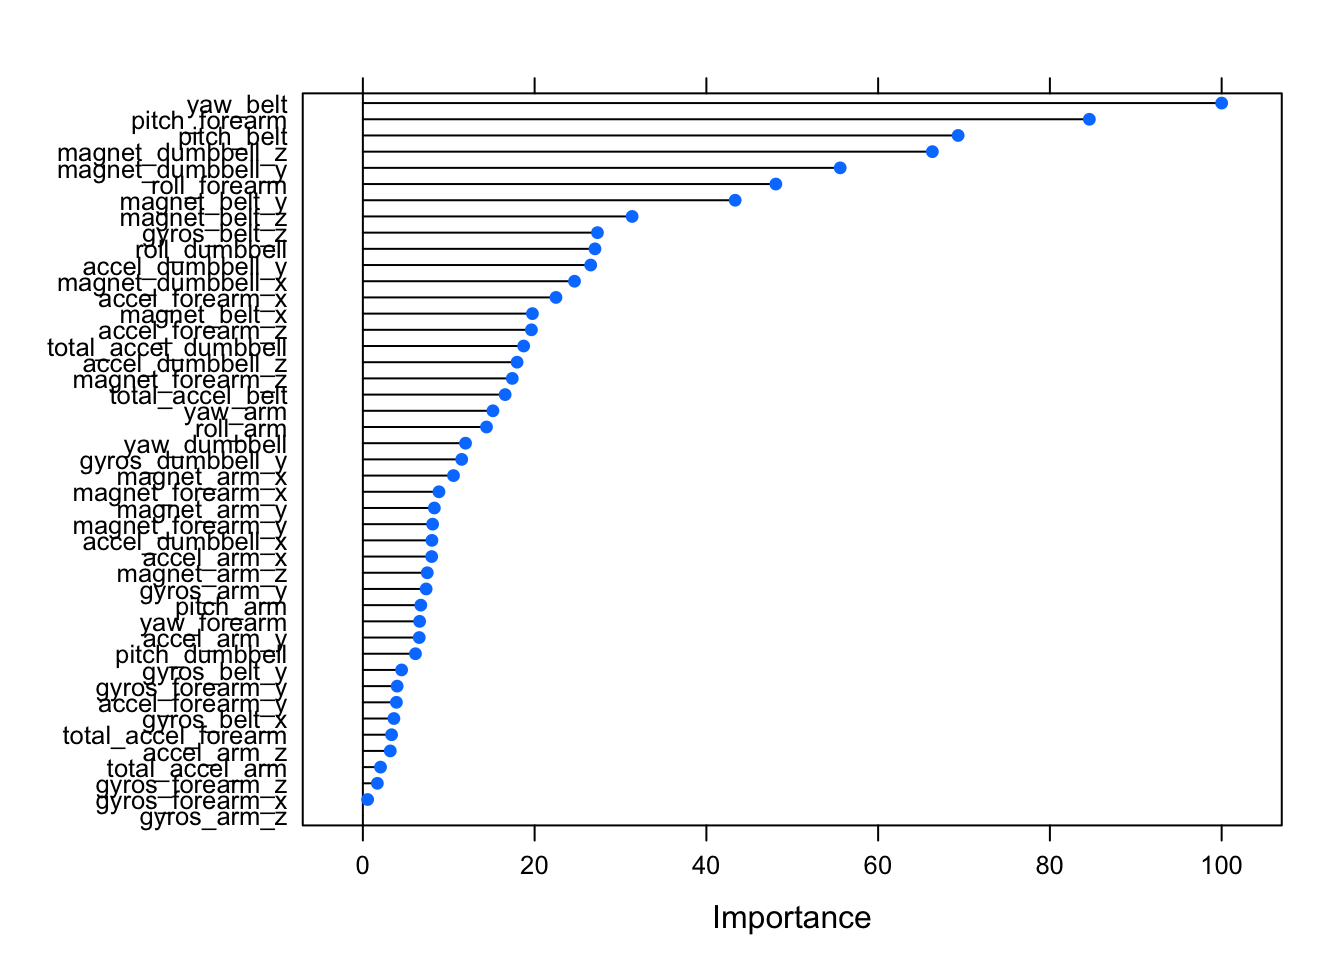 yaw_belt
pitch_forearm
pitch_belt
magnet_dumbbell_z
magnet_dumbbell_y
roll_forearm
magnet_belt_y
magnet_belt_z
gyros_belt_z
roll_dumbbell
accel_dumbbell_y
magnet_dumbbell_x
accel_forearm_x
magnet_belt_x
accel_forearm_z
total_accel_dumbbell
accel_dumbbell_z
magnet_forearm_z
total_accel_belt
yaw_arm
roll_arm
yaw_dumbbell
gyros_dumbbell_y
magnet_arm_x
magnet_forearm_x
magnet_arm_y
magnet_forearm_y
accel_dumbbell_x
accel_arm_x
magnet_arm_z
gyros_arm_y
pitch_arm
yaw_forearm
accel_arm_y
pitch_dumbbell
gyros_belt_y
gyros_forearm_y
accel_forearm_y
gyros_belt_x
total_accel_forearm
accel_arm_z
total_accel_arm
gyros_forearm_z
gyros_forearm_x
gyros_arm_z
0 20 40 60 80 100
Importance